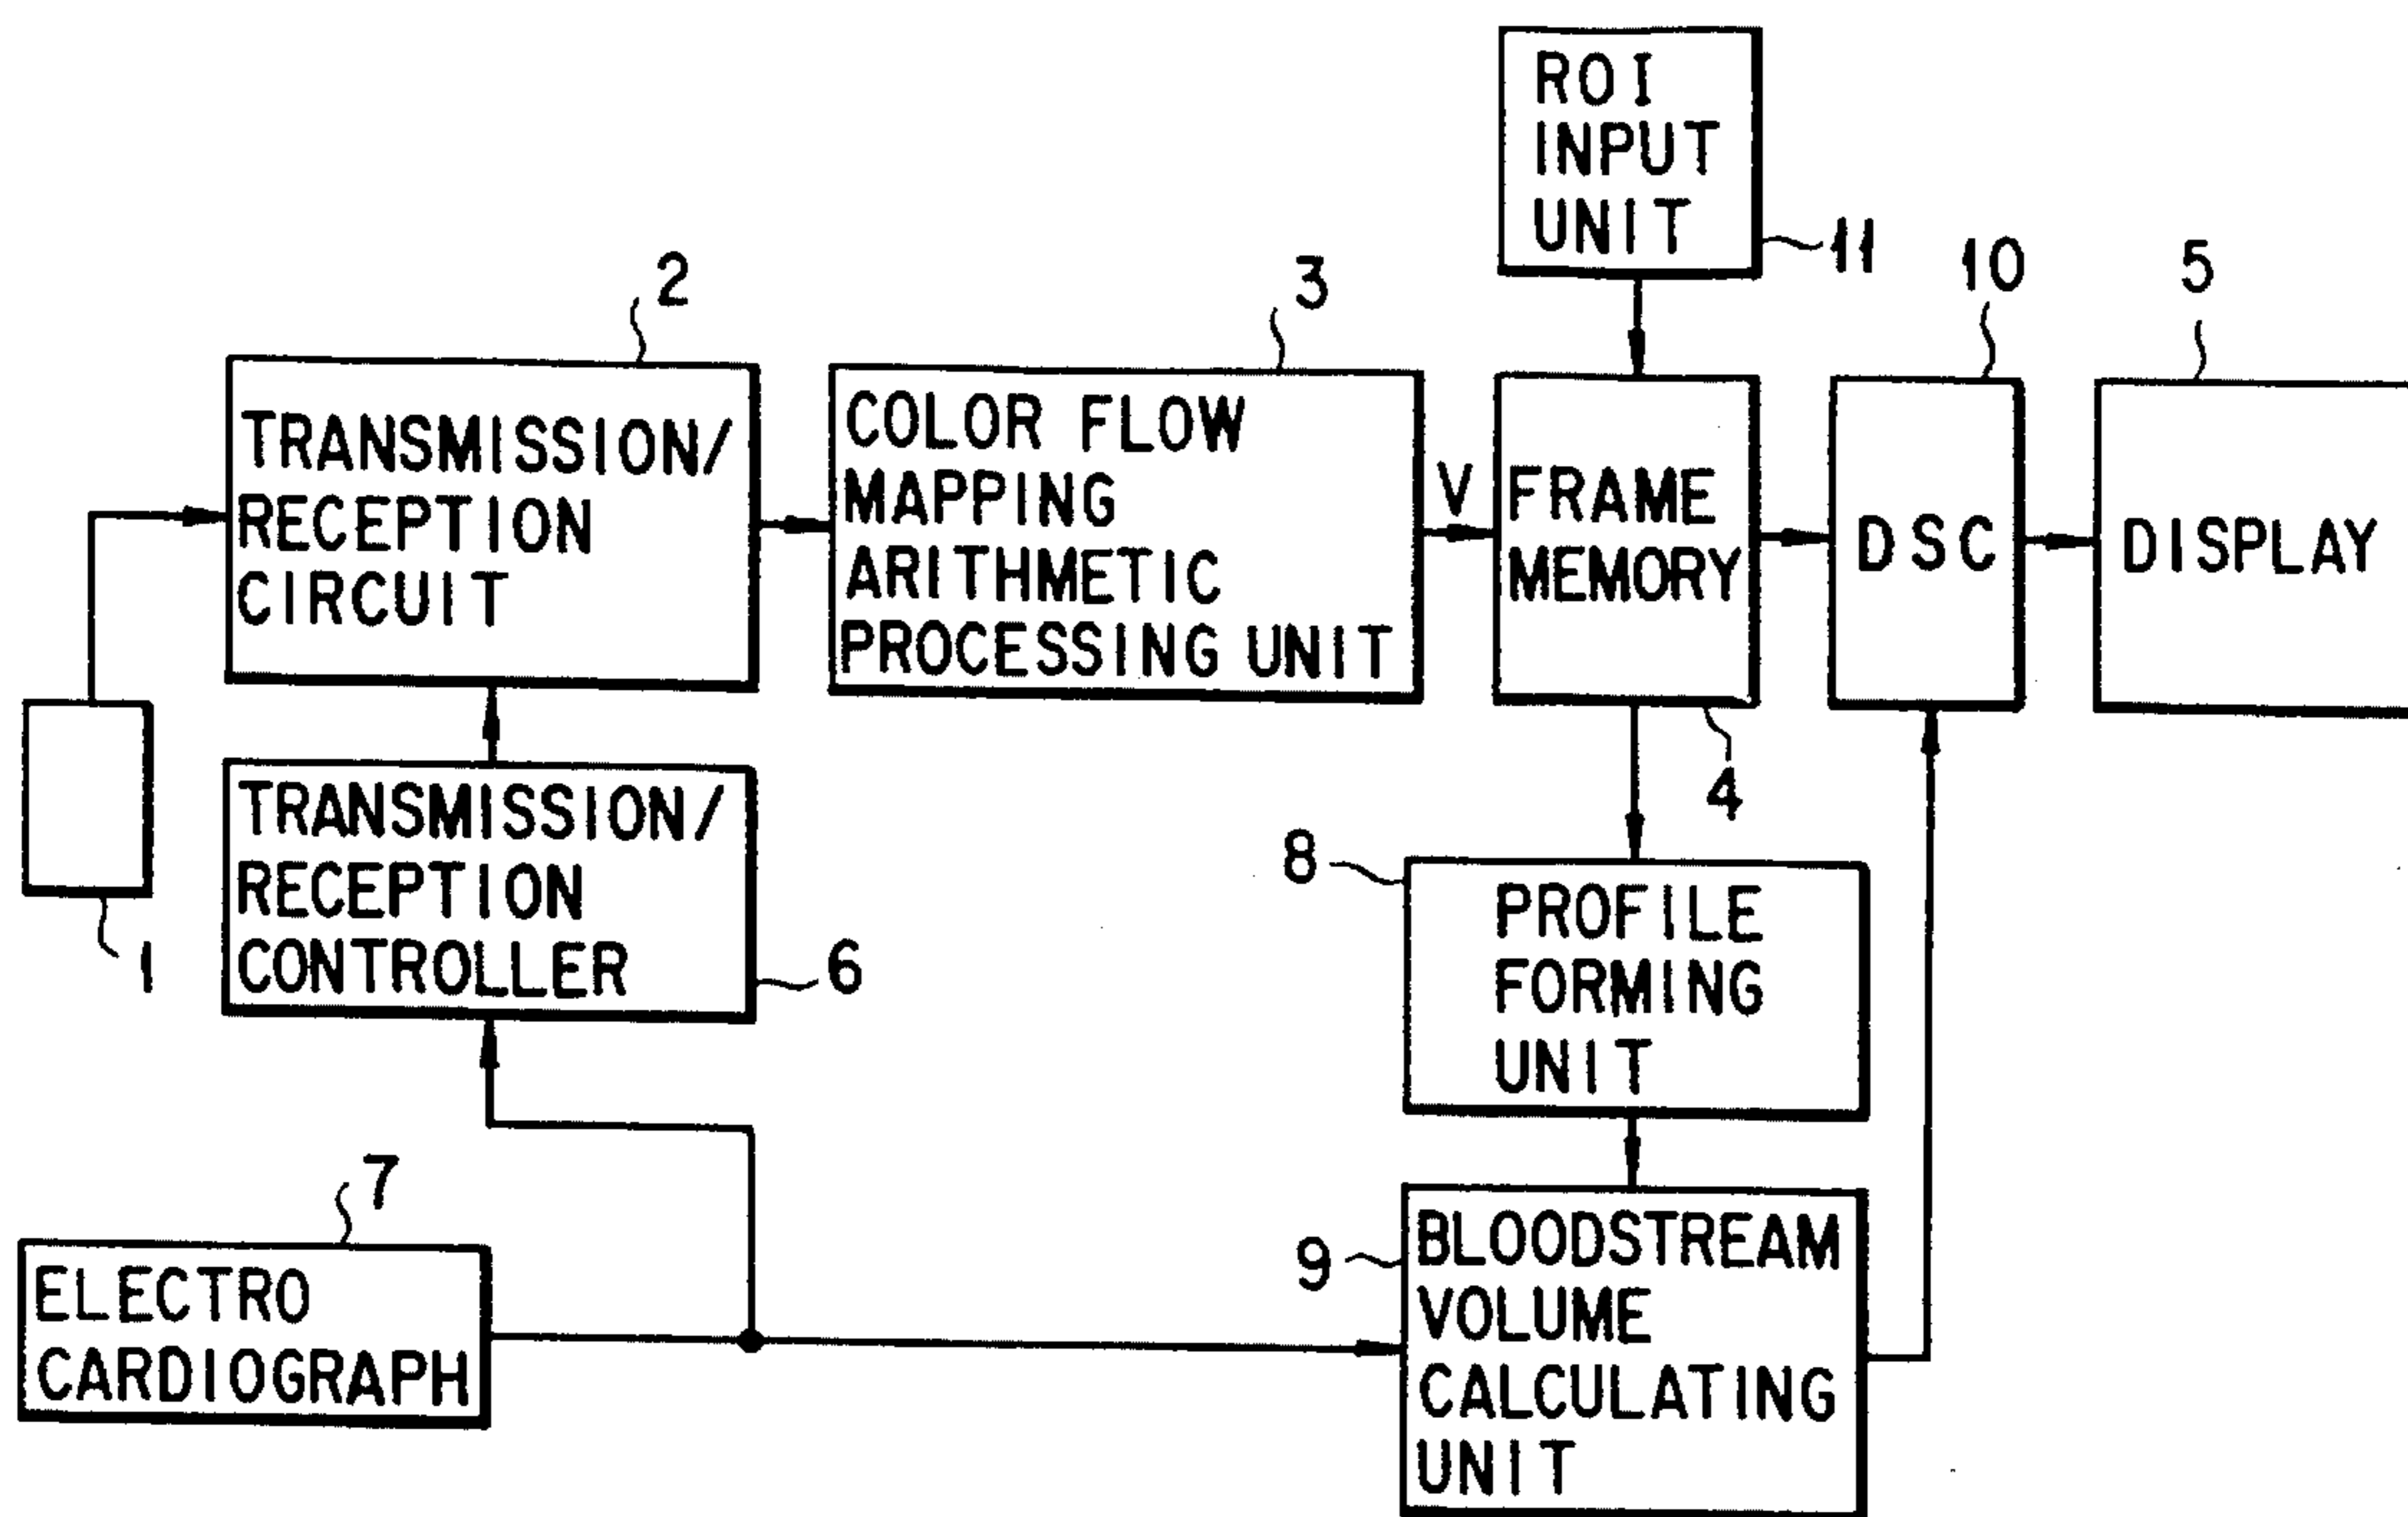 ROI
INPUT
UNIT
11
2
3
10
5
TRANSMISSION/
RECEPTION
CIRCUIT
COLOR FLOW
MAPPING
ARITHMETIC
PROCESSING UNIT
V
FRAME
MEMORY
DSC
DISPLAY
4
1
TRANSMISSION/
RECEPTION
CONTROLLER
6
8
PROFILE
FORMING
UNIT
7
ELECTRO
CARDIOGRAPH
9
BLOODSTREAM
VOLUME
CALCULATING
UNIT